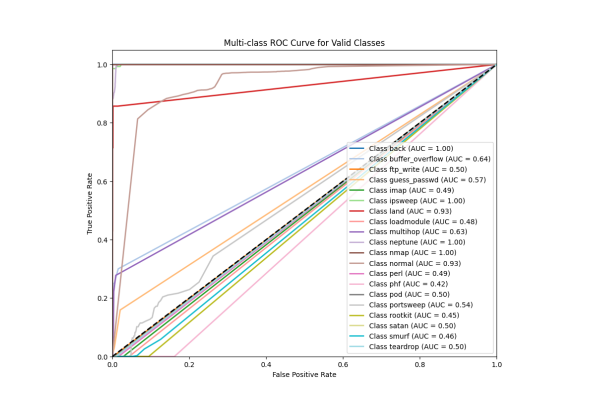 Multi-class ROC Curve for Valid Classes
1.0
0.8
0.6
0.4
0.2
0.0
True Positive Rate
0.0 0.2 0.4 0.6 0.8 1.0
False Positive Rate
Class back (AUC = 1.00)
Class buffer_overflow (AUC = 0.64)
Class ftp_write (AUC = 0.50)
Class guess_passwd (AUC = 0.57)
Class imap (AUC = 0.49)
Class ipsweep (AUC = 1.00)
Class land (AUC = 0.93)
Class loadmodule (AUC = 0.48)
Class multihop (AUC = 0.63)
Class neptune (AUC = 1.00)
Class nmap (AUC = 1.00)
Class normal (AUC = 0.93)
Class perl (AUC = 0.49)
Class phf (AUC = 0.42)
Class pod (AUC = 0.50)
Class portsweep (AUC = 0.54)
Class rootkit (AUC = 0.45)
Class satan (AUC = 0.50)
Class smurf (AUC = 0.46)
Class teardrop (AUC = 0.50)